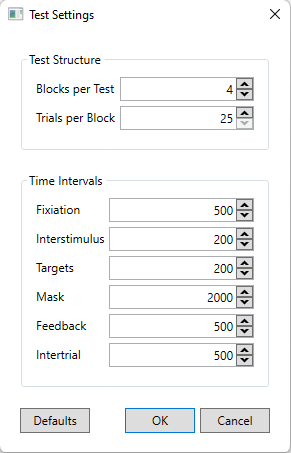 Test Settings
Test Structure
Blocks per Test 4
Trials per Block 25
Time Intervals
Fixiation 500
Interstimulus 200
Targets 200
Mask 2000
Feedback 500
Intertrial 500
Defaults OK Cancel